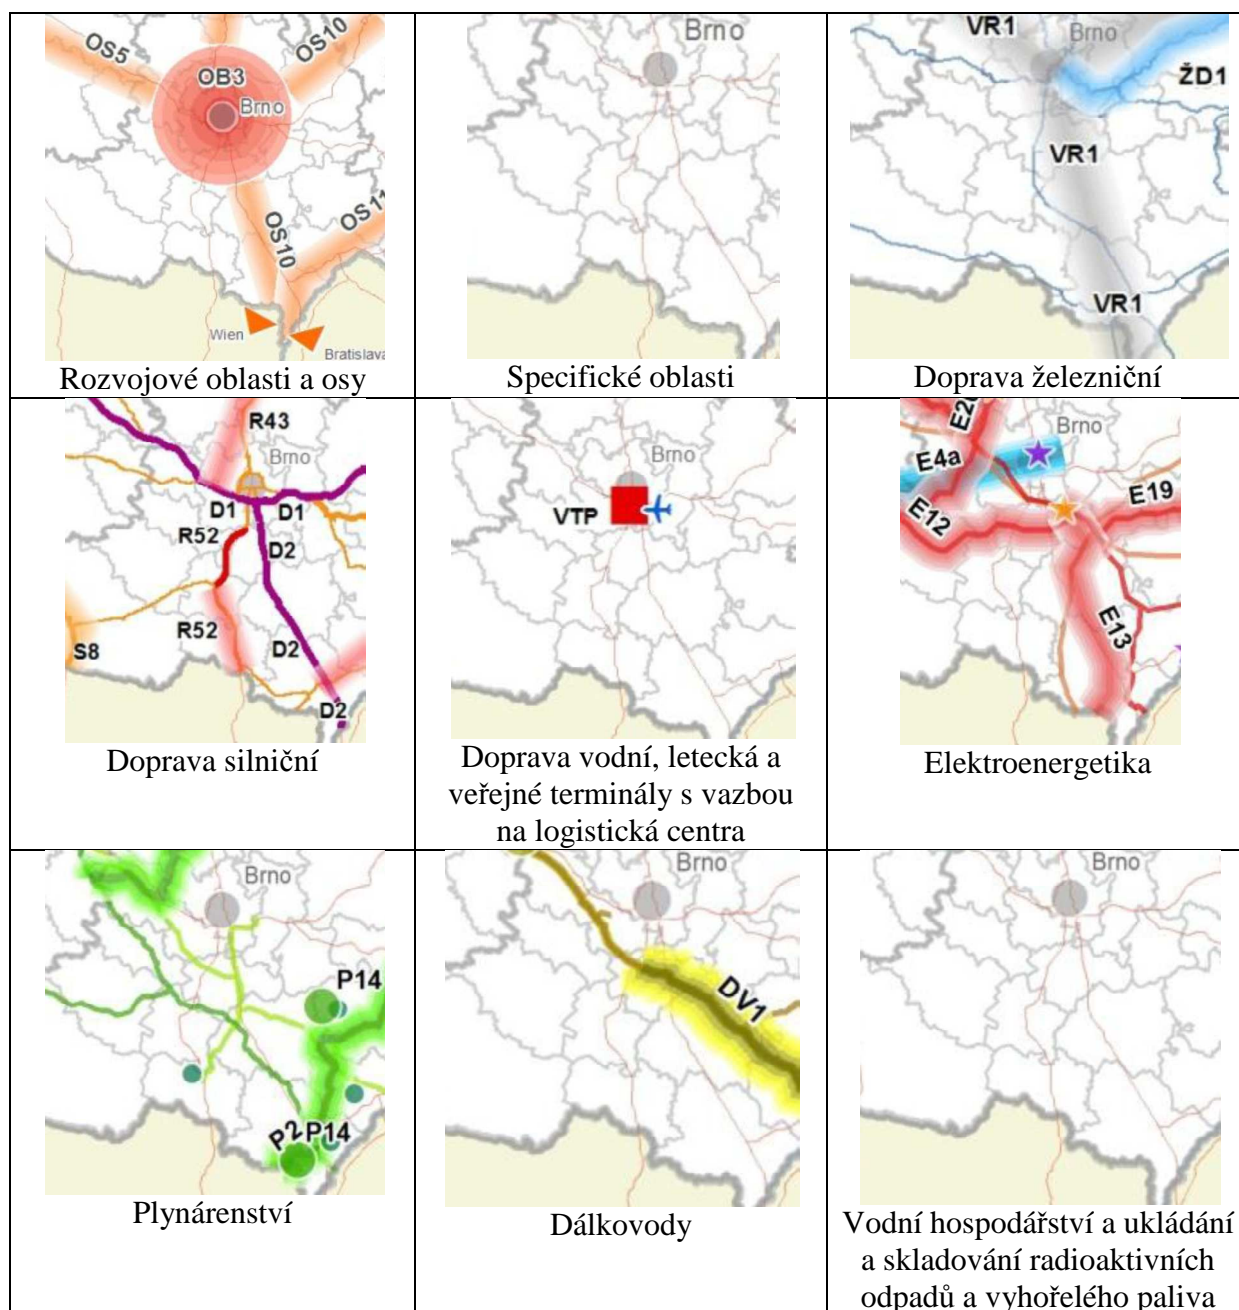 OS5
OS10
OB3
Brno
OS10
OS11
Wien
Bratislava
Rozvojové oblasti a osy
Brno
Specifické oblasti
VR1
Brno
ŽD1
VR1
VR1
Doprava železniční
R43
Brno
D1
D1
R52
D2
R52
D2
S8
D2
Doprava silniční
Brno
VTP
Doprava vodní, letecká a
veřejné terminály s vazbou
na logistická centra
Brno
E4a
E19
E12
E13
Elektroenergetika
Brno
P14
P2
P14
Plynárenství
Brno
DV1
Dálkovody
Brno
Vodní hospodářství a ukládání
a skladování radioaktivních
odpadů a vyhořelého paliva